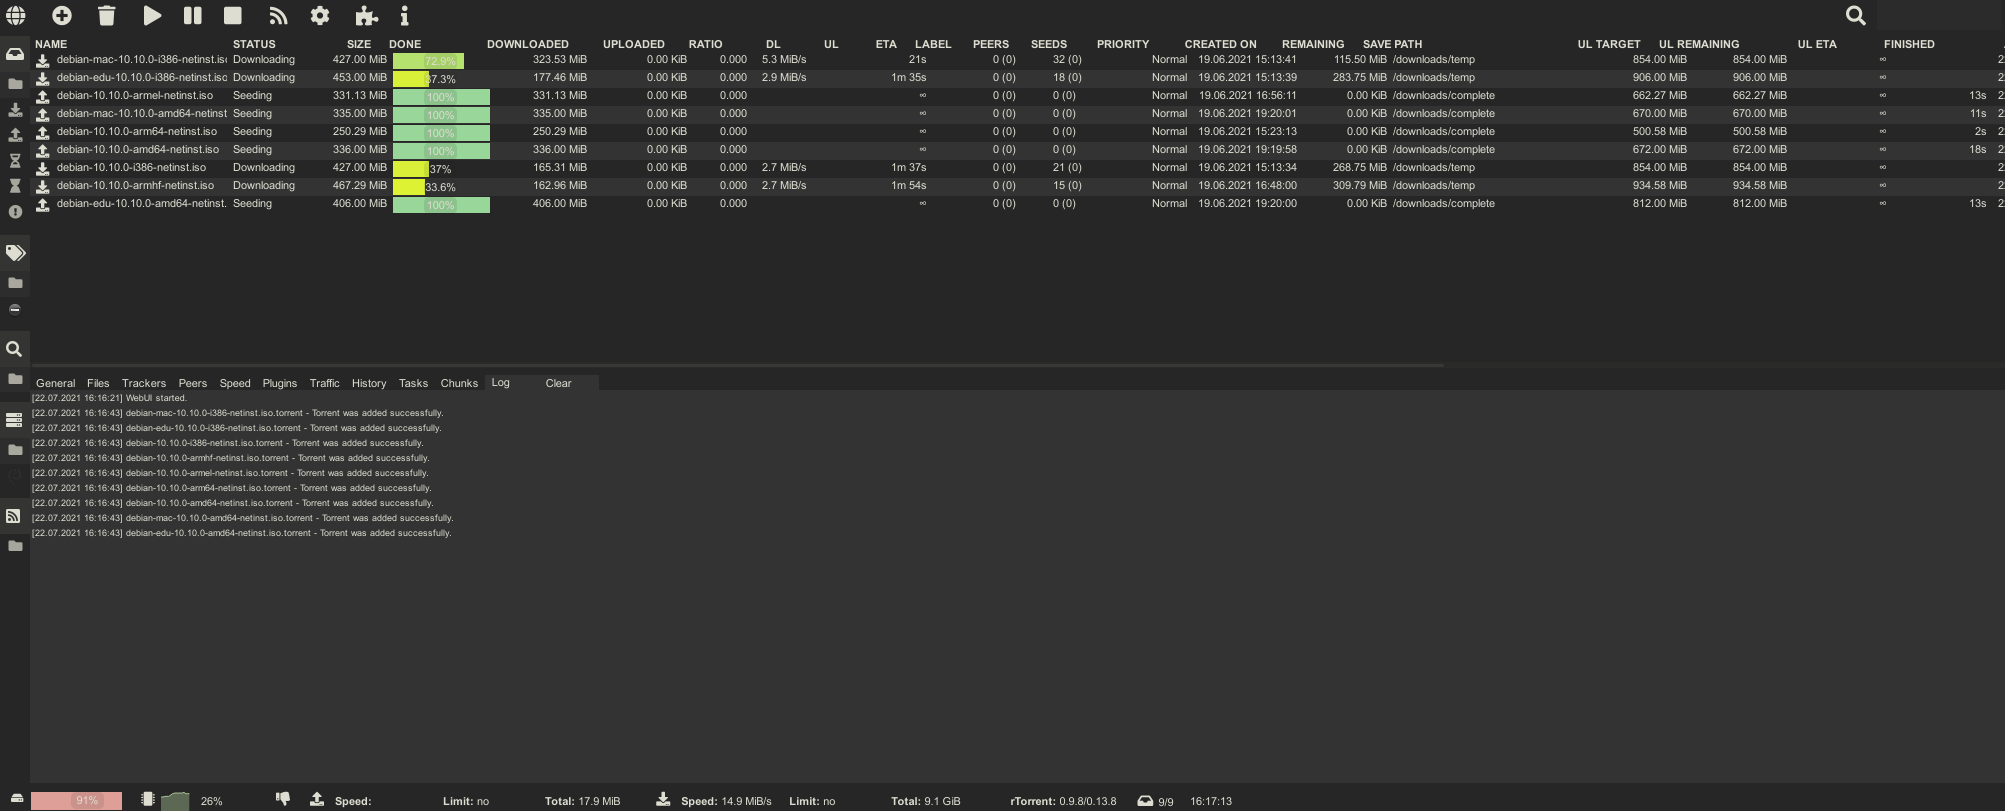 NAME STATUS SIZE DONE DOWNLOADED UPLOADED RATIO DL UL ETA LABEL PEERS SEEDS PRIORITY CREATED ON REMAINING SAVE PATH UL TARGET UL REMAINING UL ETA FINISHED
debian-mac-10.10.0-i386-netinst.iso Downloading 427.00 MiB 72.9% 323.53 MiB 0.00 KiB 0.000 5.3 MiB/s 21s 0 (0) 32 (0) Normal 19.06.2021 15:13:41 115.50 MiB /downloads/temp 854.00 MiB 854.00 MiB ∞
debian-edu-10.10.0-i386-netinst.iso Downloading 453.00 MiB 37.3% 177.46 MiB 0.00 KiB 0.000 2.9 MiB/s 1m 35s 0 (0) 18 (0) Normal 19.06.2021 15:13:39 283.75 MiB /downloads/temp 906.00 MiB 906.00 MiB ∞
debian-10.10.0-armel-netinst.iso Seeding 331.13 MiB 100% 331.13 MiB 0.00 KiB 0.000 ∞ 0 (0) 0 (0) Normal 19.06.2021 16:56:11 0.00 KiB /downloads/complete 662.27 MiB 662.27 MiB ∞ 13s
debian-mac-10.10.0-amd64-netinst Seeding 335.00 MiB 100% 335.00 MiB 0.00 KiB 0.000 ∞ 0 (0) 0 (0) Normal 19.06.2021 19:20:01 0.00 KiB /downloads/complete 670.00 MiB 670.00 MiB ∞ 11s
debian-10.10.0-arm64-netinst.iso Seeding 250.29 MiB 100% 250.29 MiB 0.00 KiB 0.000 ∞ 0 (0) 0 (0) Normal 19.06.2021 15:23:13 0.00 KiB /downloads/complete 500.58 MiB 500.58 MiB ∞ 2s
debian-10.10.0-amd64-netinst.iso Seeding 336.00 MiB 100% 336.00 MiB 0.00 KiB 0.000 ∞ 0 (0) 0 (0) Normal 19.06.2021 19:19:58 0.00 KiB /downloads/complete 672.00 MiB 672.00 MiB ∞ 18s
debian-10.10.0-i386-netinst.iso Downloading 427.00 MiB 37% 165.31 MiB 0.00 KiB 0.000 2.7 MiB/s 1m 37s 0 (0) 21 (0) Normal 19.06.2021 15:13:34 268.75 MiB /downloads/temp 854.00 MiB 854.00 MiB ∞
debian-10.10.0-armhf-netinst.iso Downloading 467.29 MiB 33.6% 162.96 MiB 0.00 KiB 0.000 2.7 MiB/s 1m 54s 0 (0) 15 (0) Normal 19.06.2021 16:48:00 309.79 MiB /downloads/temp 934.58 MiB 934.58 MiB ∞
debian-edu-10.10.0-amd64-netinst. Seeding 406.00 MiB 100% 406.00 MiB 0.00 KiB 0.000 ∞ 0 (0) 0 (0) Normal 19.06.2021 19:20:00 0.00 KiB /downloads/complete 812.00 MiB 812.00 MiB ∞ 13s
General Files Trackers Peers Speed Plugins Traffic History Tasks Chunks Log Clear
[22.07.2021 16:16:21] WebUI started.
[22.07.2021 16:16:43] debian-mac-10.10.0-i386-netinst.iso.torrent - Torrent was added successfully.
[22.07.2021 16:16:43] debian-edu-10.10.0-i386-netinst.iso.torrent - Torrent was added successfully.
[22.07.2021 16:16:43] debian-10.10.0-i386-netinst.iso.torrent - Torrent was added successfully.
[22.07.2021 16:16:43] debian-10.10.0-armhf-netinst.iso.torrent - Torrent was added successfully.
[22.07.2021 16:16:43] debian-10.10.0-armel-netinst.iso.torrent - Torrent was added successfully.
[22.07.2021 16:16:43] debian-10.10.0-arm64-netinst.iso.torrent - Torrent was added successfully.
[22.07.2021 16:16:43] debian-10.10.0-amd64-netinst.iso.torrent - Torrent was added successfully.
[22.07.2021 16:16:43] debian-mac-10.10.0-amd64-netinst.iso.torrent - Torrent was added successfully.
[22.07.2021 16:16:43] debian-edu-10.10.0-amd64-netinst.iso.torrent - Torrent was added successfully.
91% 26% Speed: Limit: no Total: 17.9 MiB Speed: 14.9 MiB/s Limit: no Total: 9.1 GiB rTorrent: 0.9.8/0.13.8 9/9 16:17:13